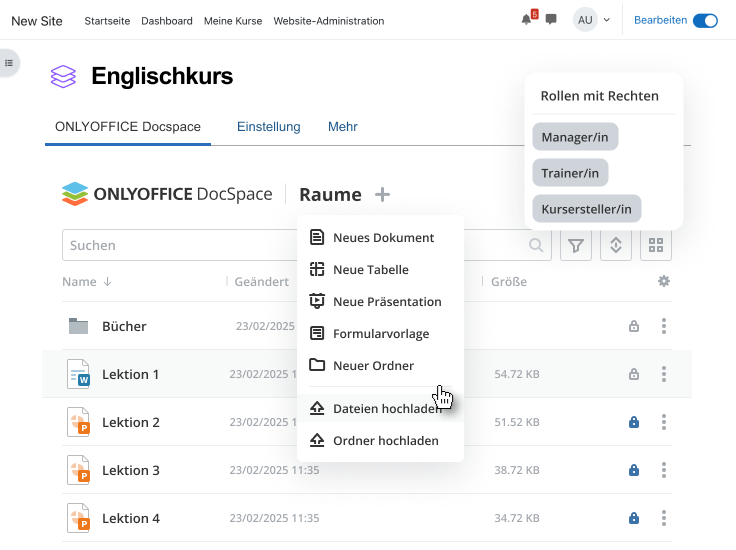 New Site Startseite Dashboard Meine Kurse Website-Administration 5 AU Bearbeiten
Englischkurs
ONLYOFFICE Docspace Einstellung Mehr
Rollen mit Rechten
Manager/in
Trainer/in
Kursersteller/in
ONLYOFFICE DocSpace Raume
Suchen
Name Geändert Größe
Neues Dokument
Neue Tabelle
Neue Präsentation
Formularvorlage
Neuer Ordner
Dateien hochladen
Ordner hochladen
Bücher 23/02/2025
Lektion 1 23/02/2025 54.72 KB
Lektion 2 23/02/2025 51.52 KB
Lektion 3 23/02/2025 11:35 38.72 KB
Lektion 4 23/02/2025 11:35 34.72 KB
W
P
P
P